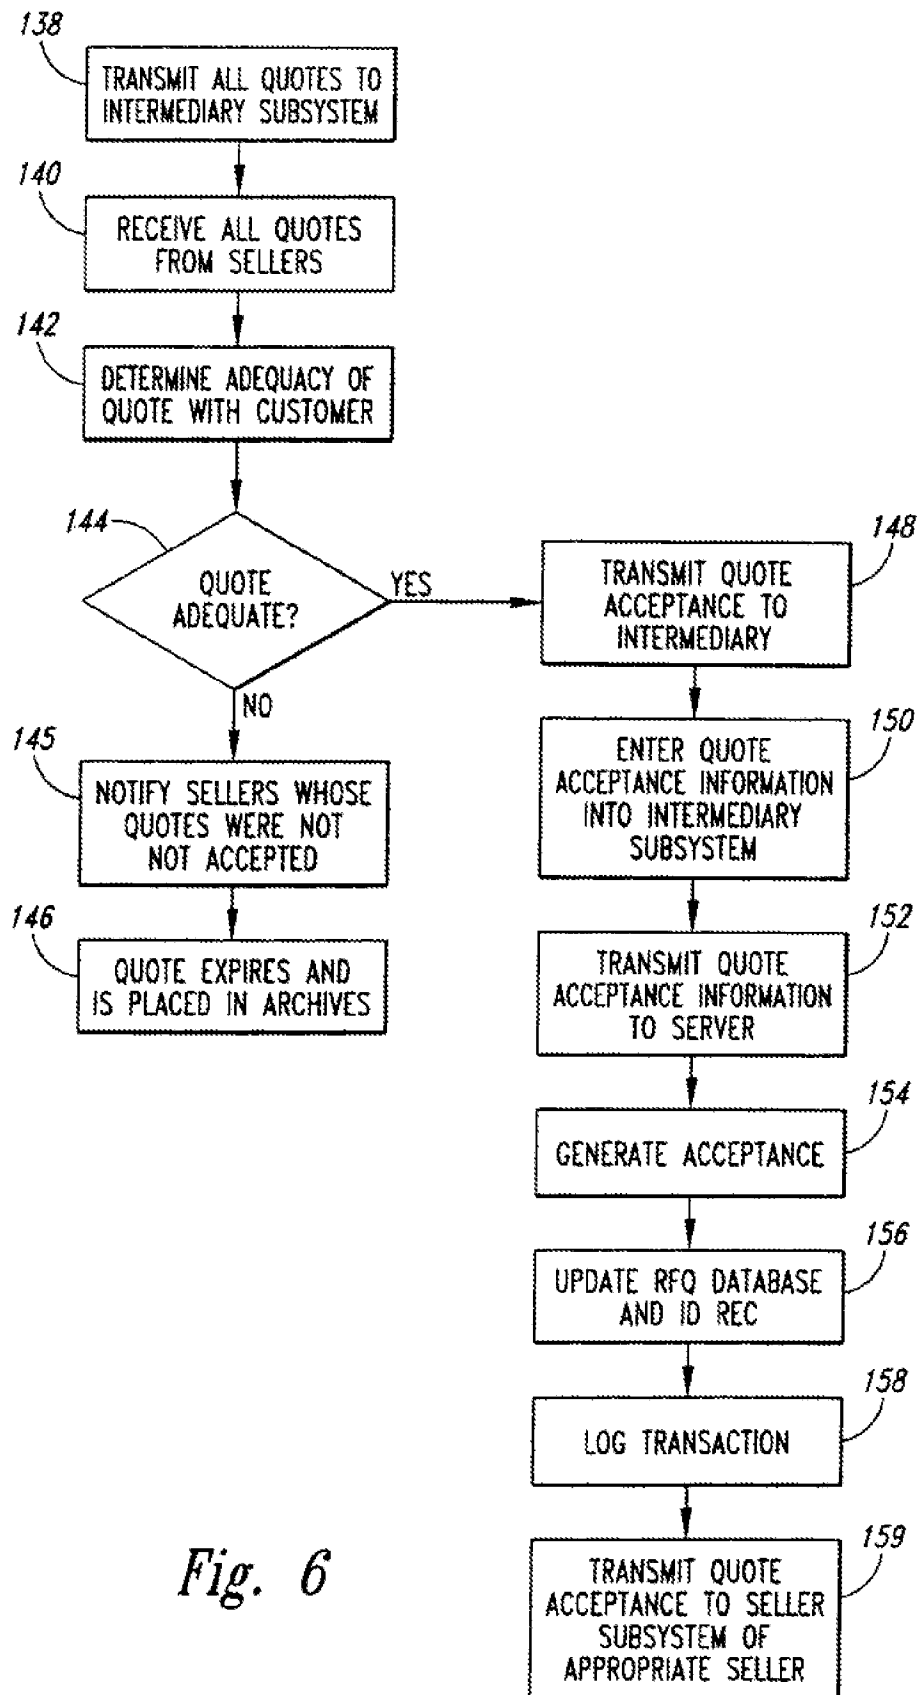 138
TRANSMIT ALL QUOTES TO
INTERMEDIARY SUBSYSTEM
140
RECEIVE ALL QUOTES
FROM SELLERS
142
DETERMINE ADEQUACY OF
QUOTE WITH CUSTOMER
144
QUOTE
ADEQUATE?
YES
NO
145
NOTIFY SELLERS WHOSE
QUOTES WERE NOT
NOT ACCEPTED
146
QUOTE EXPIRES AND
IS PLACED IN ARCHIVES
148
TRANSMIT QUOTE
ACCEPTANCE TO
INTERMEDIARY
150
ENTER QUOTE
ACCEPTANCE INFORMATION
INTO INTERMEDIARY
SUBSYSTEM
152
TRANSMIT QUOTE
ACCEPTANCE INFORMATION
TO SERVER
154
GENERATE ACCEPTANCE
156
UPDATE RFQ DATABASE
AND ID REC
158
LOG TRANSACTION
159
TRANSMIT QUOTE
ACCEPTANCE TO SELLER
SUBSYSTEM OF
APPROPRIATE SELLER
Fig. 6